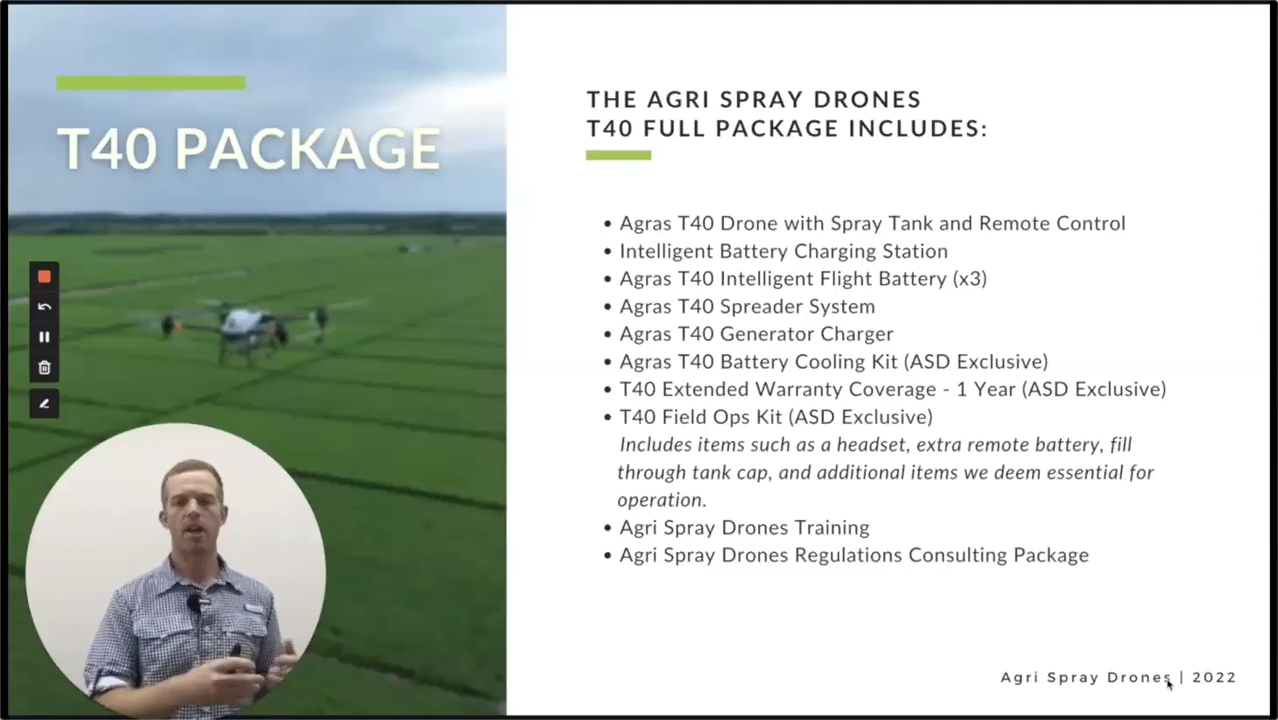 T40 PACKAGE
THE AGRI SPRAY DRONES
T40 FULL PACKAGE INCLUDES:
• Agras T40 Drone with Spray Tank and Remote Control
• Intelligent Battery Charging Station
• Agras T40 Intelligent Flight Battery (x3)
• Agras T40 Spreader System
• Agras T40 Generator Charger
• Agras T40 Battery Cooling Kit (ASD Exclusive)
• T40 Extended Warranty Coverage - 1 Year (ASD Exclusive)
• T40 Field Ops Kit (ASD Exclusive)
Includes items such as a headset, extra remote battery, fill
through tank cap, and additional items we deem essential for
operation.
• Agri Spray Drones Training
• Agri Spray Drones Regulations Consulting Package
Agri Spray Drones | 2022